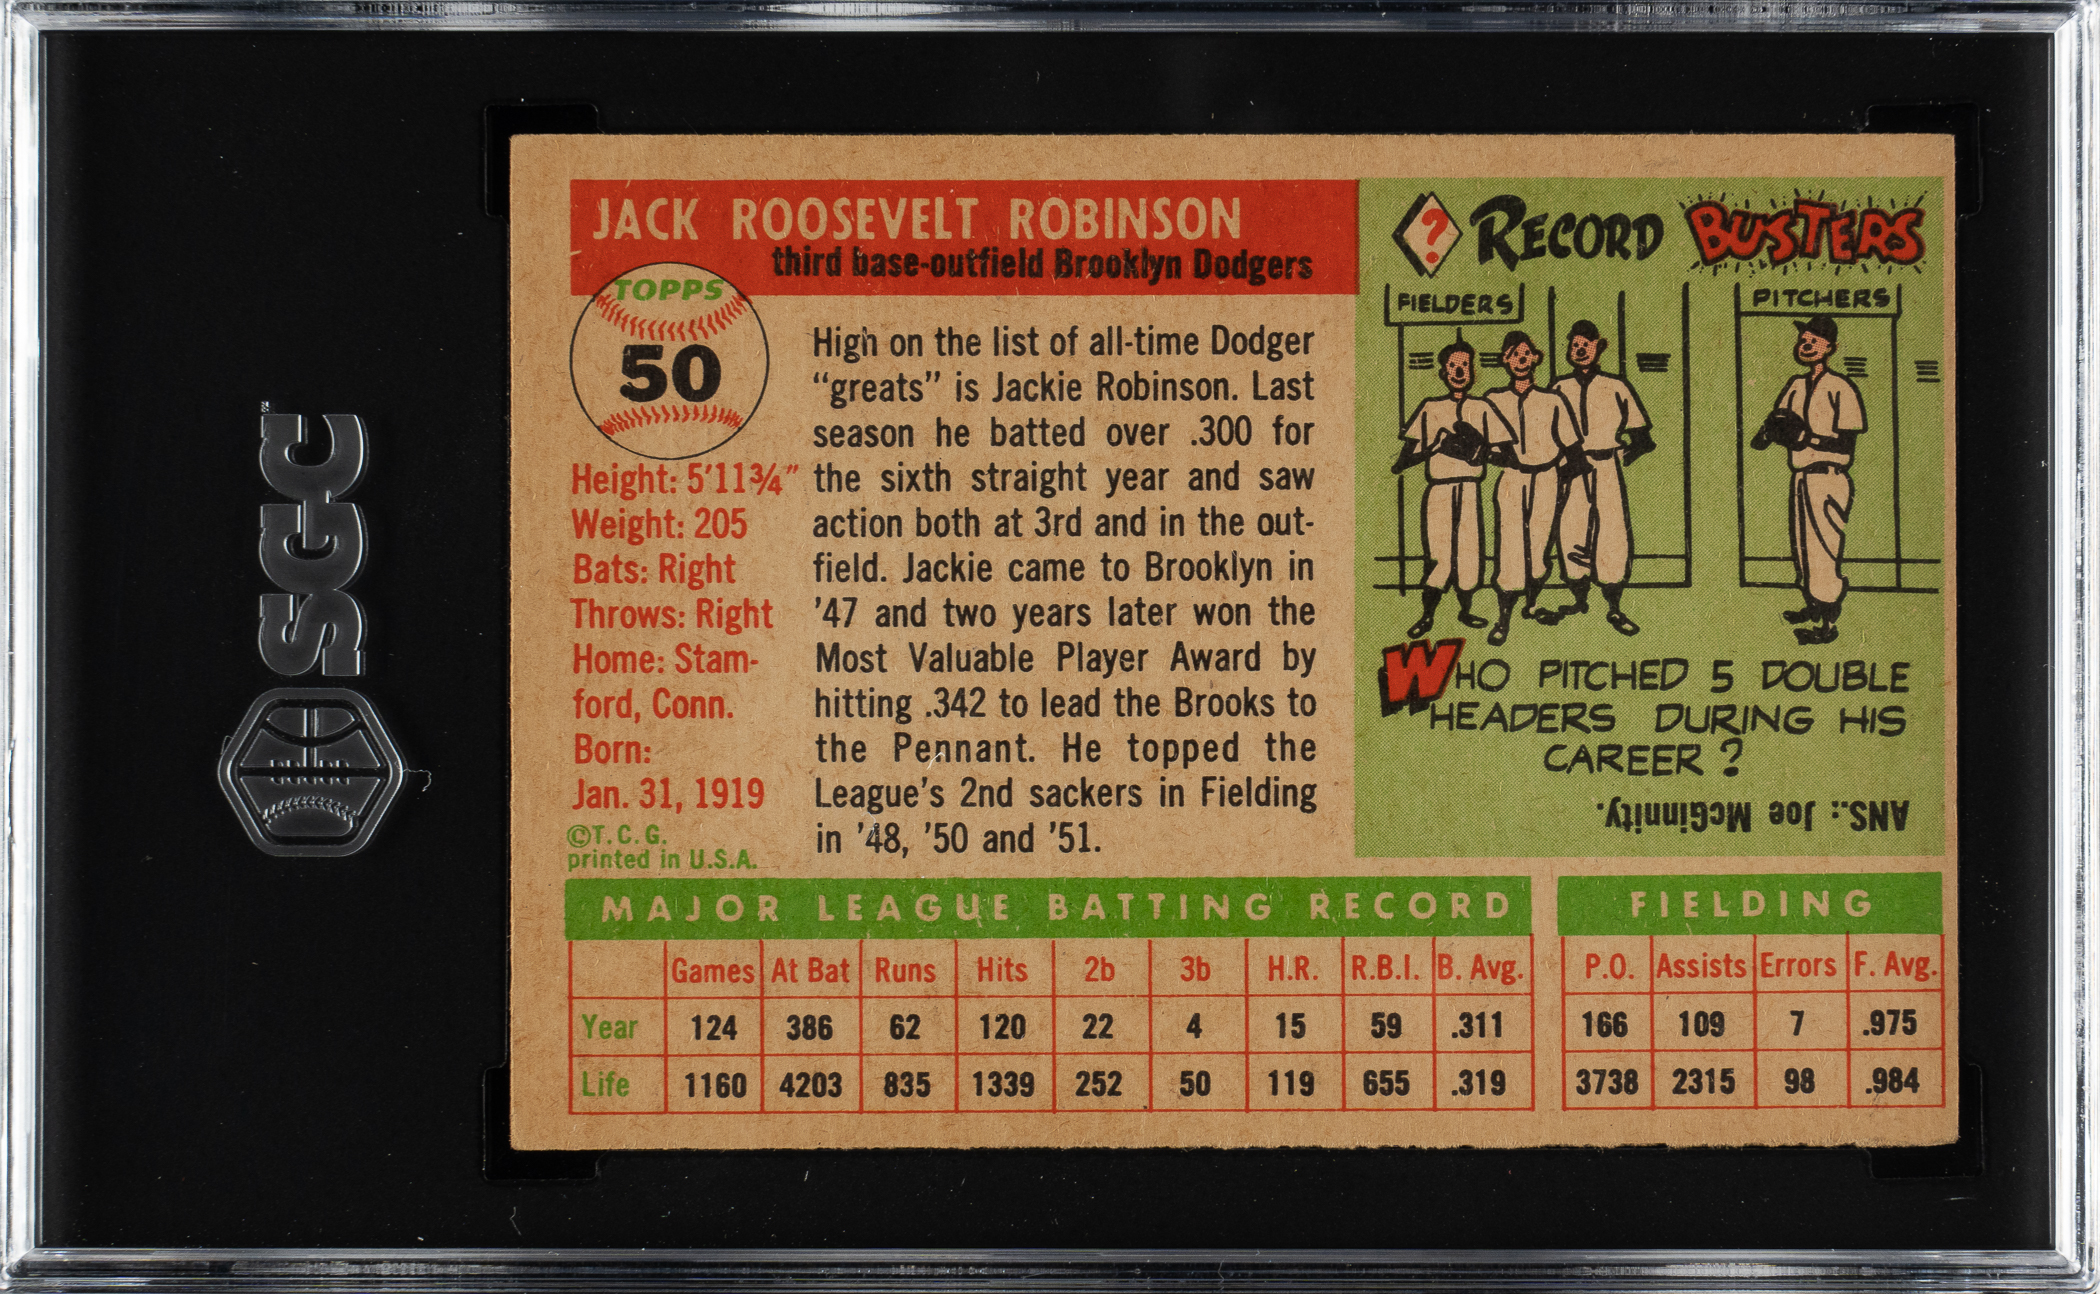 SGC
JACK ROOSEVELT ROBINSON
third base-outfield Brooklyn Dodgers
TOPPS
50
Height: 5'11¾"
Weight: 205
Bats: Right
Throws: Right
Home: Stam-
ford, Conn.
Born:
Jan. 31, 1919
©T.C.G.
printed in U.S.A.
High on the list of all-time Dodger
“greats” is Jackie Robinson. Last
season he batted over .300 for
the sixth straight year and saw
action both at 3rd and in the out-
field. Jackie came to Brooklyn in
'47 and two years later won the
Most Valuable Player Award by
hitting .342 to lead the Brooks to
the Pennant. He topped the
League's 2nd sackers in Fielding
in '48, '50 and '51.
? RECORD BUSTERS
FIELDERS
PITCHERS
WHO PITCHED 5 DOUBLE
HEADERS DURING HIS
CAREER?
ANS.: Joe McGinnity.
MAJOR LEAGUE BATTING RECORD FIELDING
Games At Bat Runs Hits 2b 3b H.R. R.B.I. B. Avg. P.O. Assists Errors F. Avg.
Year 124 386 62 120 22 4 15 59 .311 166 109 7 .975
Life 1160 4203 835 1339 252 50 119 655 .319 3738 2315 98 .984